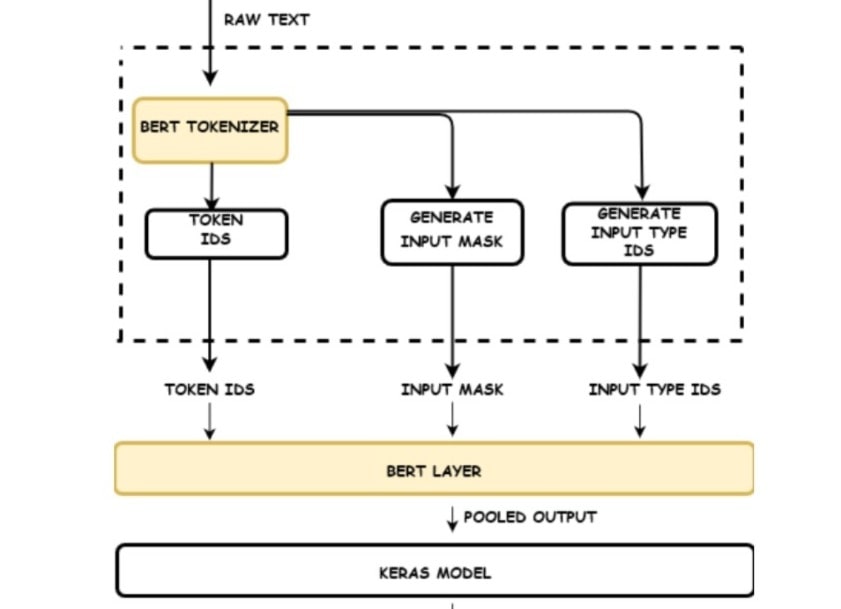 RAW TEXT
BERT TOKENIZER
TOKEN
IDS
GENERATE
INPUT MASK
GENERATE
INPUT TYPE
IDS
TOKEN IDS
INPUT MASK
INPUT TYPE IDS
BERT LAYER
POOLED OUTPUT
KERAS MODEL